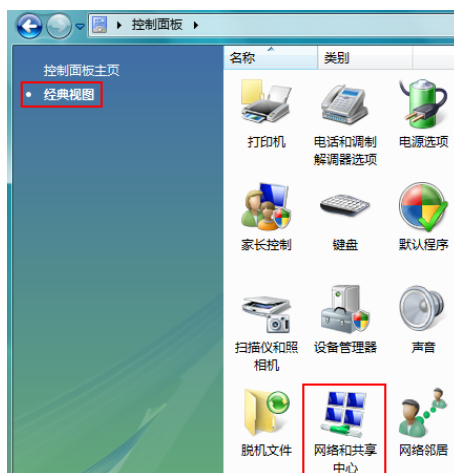 控制面板
控制面板主页
经典视图
名称 类别
打印机 电话和调制 电源选项
解调器选项
家长控制 键盘 默认程序
扫描仪和照 设备管理器 声音
相机
脱机文件 网络和共享 网络邻居
中心